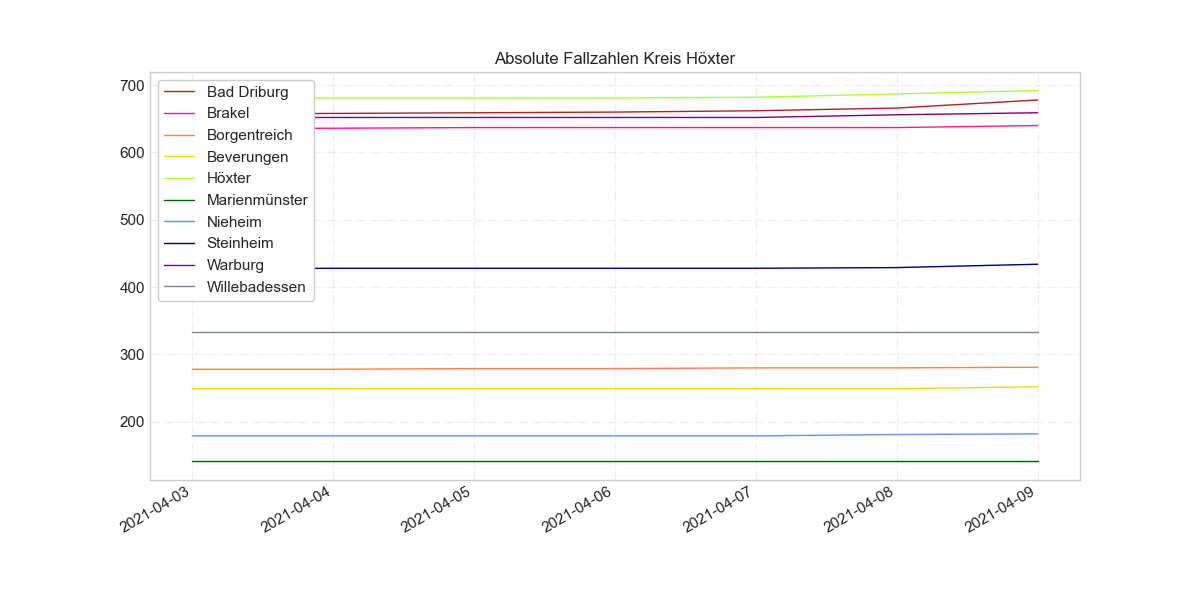 Absolute Fallzahlen Kreis Höxter
700
600
500
400
300
200
Bad Driburg
Brakel
Borgentreich
Beverungen
Höxter
Marienmünster
Nieheim
Steinheim
Warburg
Willebadessen
2021-04-03
2021-04-04
2021-04-05
2021-04-06
2021-04-07
2021-04-08
2021-04-09